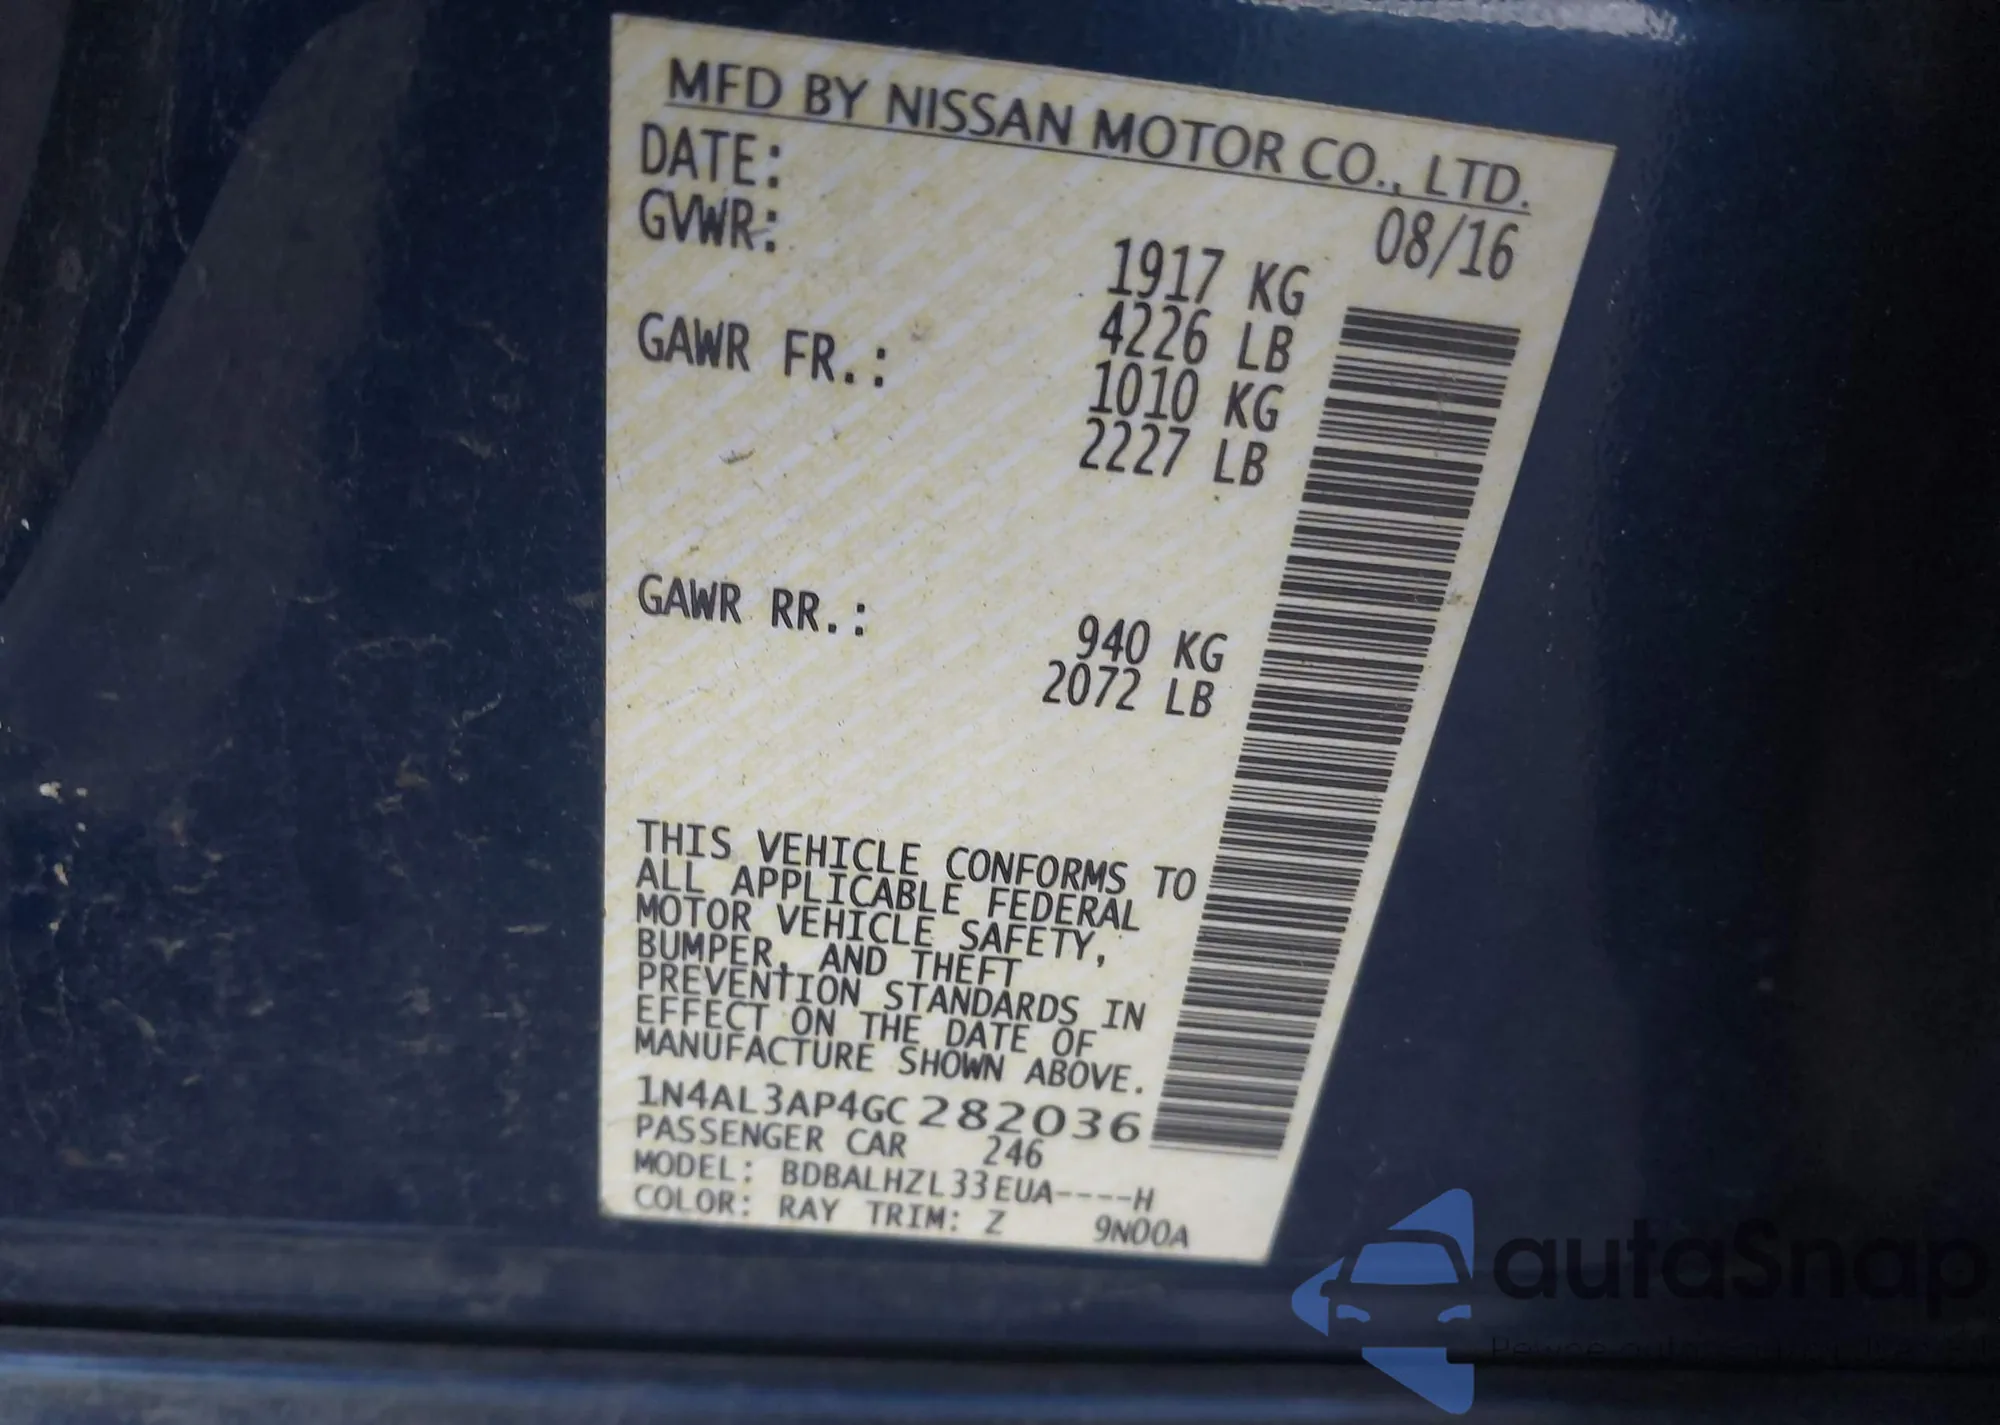 MFD BY NISSAN MOTOR CO., LTD.
DATE: 08/16
GVWR: 1917 KG
4226 LB
GAWR FR.: 1010 KG
2227 LB
GAWR RR.: 940 KG
2072 LB
THIS VEHICLE CONFORMS TO
ALL APPLICABLE FEDERAL
MOTOR VEHICLE SAFETY,
BUMPER, AND THEFT
PREVENTION STANDARDS IN
EFFECT ON THE DATE OF
MANUFACTURE SHOWN ABOVE.
1N4AL3AP4GC282036
PASSENGER CAR 246
MODEL: BDBALHZL33EUA----H
COLOR: RAY TRIM: Z 9N00A
autaSnap